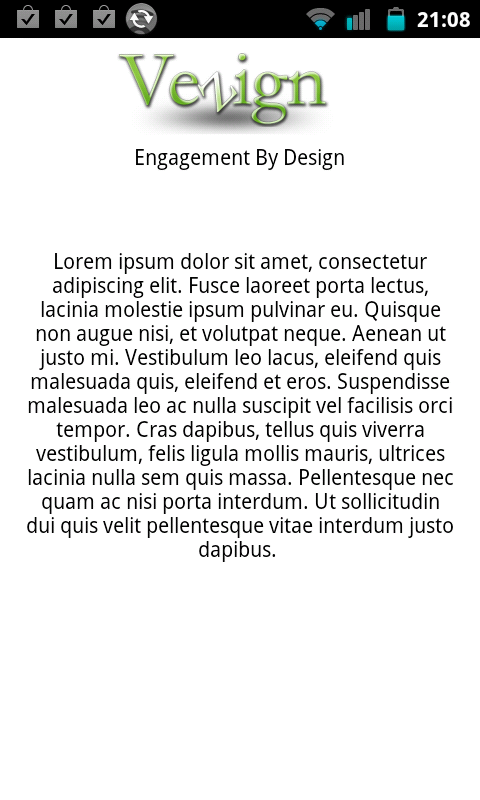 21:08
Vezign
Engagement By Design
Lorem ipsum dolor sit amet, consectetur
adipiscing elit. Fusce laoreet porta lectus,
lacinia molestie ipsum pulvinar eu. Quisque
non augue nisi, et volutpat neque. Aenean ut
justo mi. Vestibulum leo lacus, eleifend quis
malesuada quis, eleifend et eros. Suspendisse
malesuada leo ac nulla suscipit vel facilisis orci
tempor. Cras dapibus, tellus quis viverra
vestibulum, felis ligula mollis mauris, ultrices
lacinia nulla sem quis massa. Pellentesque nec
quam ac nisi porta interdum. Ut sollicitudin
dui quis velit pellentesque vitae interdum justo
dapibus.